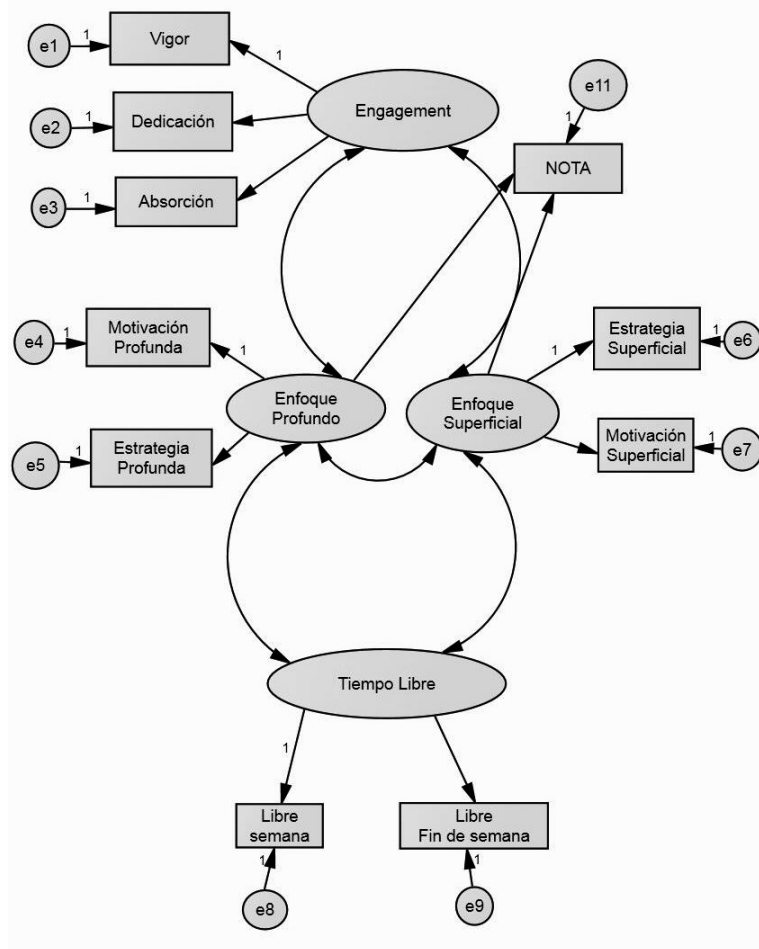 e1
1
Vigor
1
e2
1
Dedicación
Engagement
e11
1
NOTA
e3
1
Absorción
e4
1
Motivación
Profunda
1
Estrategia
Superficial
1
1
e6
Enfoque
Profundo
Enfoque
Superficial
e5
1
Estrategia
Profunda
Motivación
Superficial
1
e7
Tiempo Libre
1
Libre
semana
Libre
Fin de semana
1
1
e8
e9